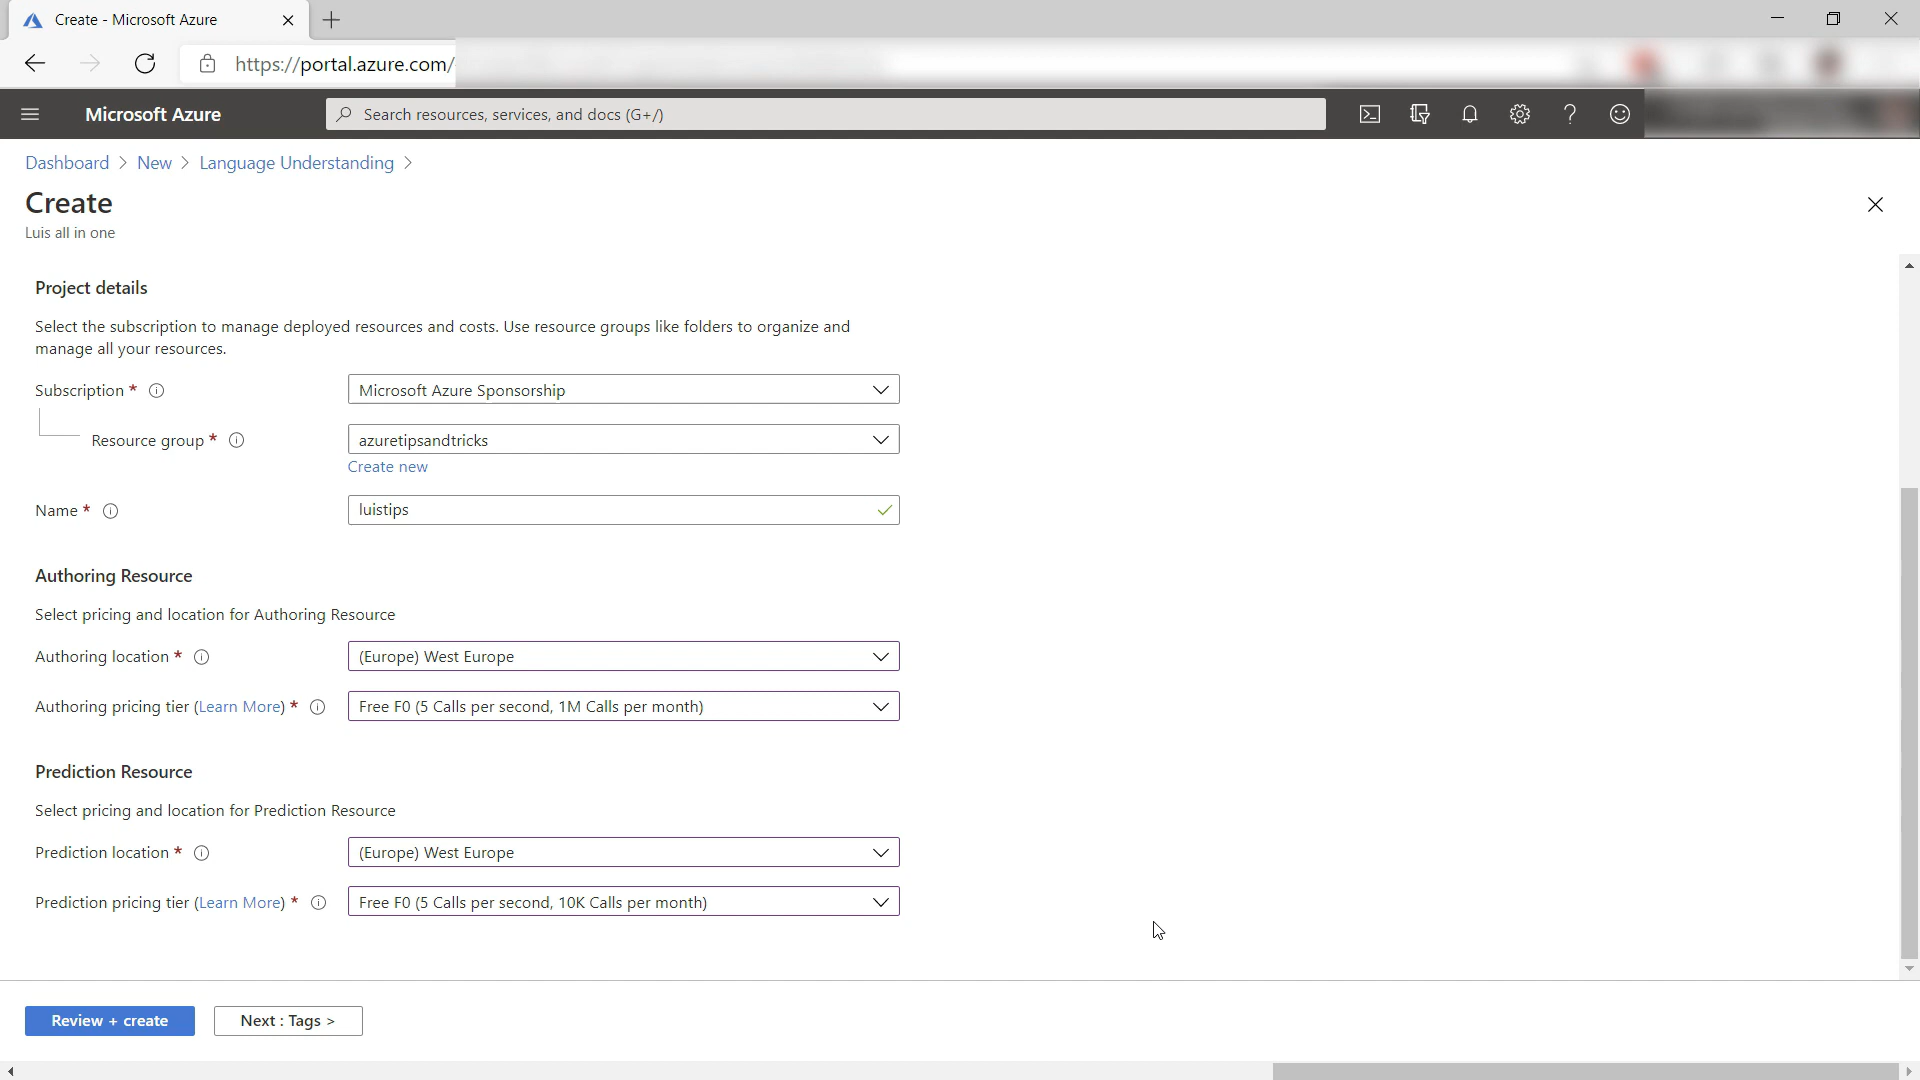 Create - Microsoft Azure
https://portal.azure.com/
Microsoft Azure
Search resources, services, and docs (G+/)
Dashboard > New > Language Understanding >
Create
Luis all in one
Project details
Select the subscription to manage deployed resources and costs. Use resource groups like folders to organize and
manage all your resources.
Subscription *
Microsoft Azure Sponsorship
Resource group *
azuretipsandtricks
Create new
Name *
luistips
Authoring Resource
Select pricing and location for Authoring Resource
Authoring location *
(Europe) West Europe
Authoring pricing tier (Learn More) *
Free F0 (5 Calls per second, 1M Calls per month)
Prediction Resource
Select pricing and location for Prediction Resource
Prediction location *
(Europe) West Europe
Prediction pricing tier (Learn More) *
Free F0 (5 Calls per second, 10K Calls per month)
Review + create
Next : Tags >